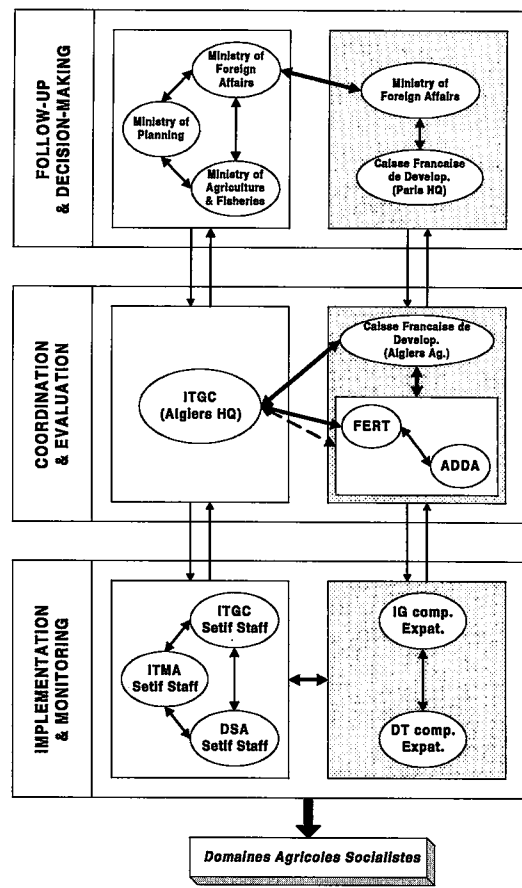 FOLLOW-UP
& DECISION-MAKING
Ministry of
Foreign
Affairs
Ministry of
Planning
Ministry of
Agriculture
& Fisheries
Ministry of
Foreign Affairs
Caisse Francaise
de Develop.
(Paris HQ)
COORDINATION
& EVALUATION
ITGC
(Algiers HQ)
Caisse Francaise de
Develop.
(Algiers Ag.)
FERT
ADDA
IMPLEMENTATION
& MONITORING
ITGC
Setif Staff
ITMA
Setif Staff
DSA
Setif Staff
IG comp.
Expat.
DT comp.
Expat.
Domaines Agricoles Socialistes